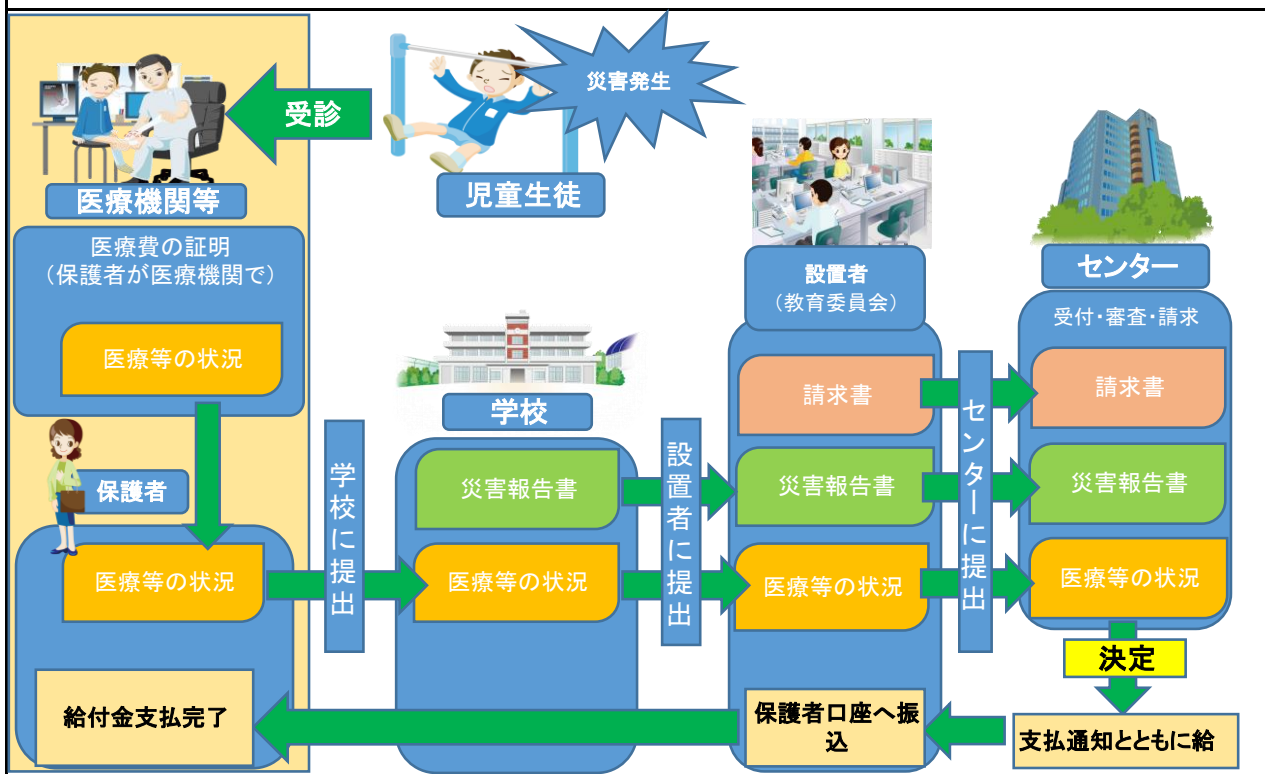 災害発生
受診
児童生徒
医療機関等
医療費の証明
（保護者が医療機関で）
医療等の状況
保護者
医療等の状況
給付金支払完了
学校に提出
学校
災害報告書
医療等の状況
設置者に提出
設置者
（教育委員会）
請求書
災害報告書
医療等の状況
保護者口座へ振
込
センターに提出
センター
受付・審査・請求
請求書
災害報告書
医療等の状況
決定
支払通知とともに給